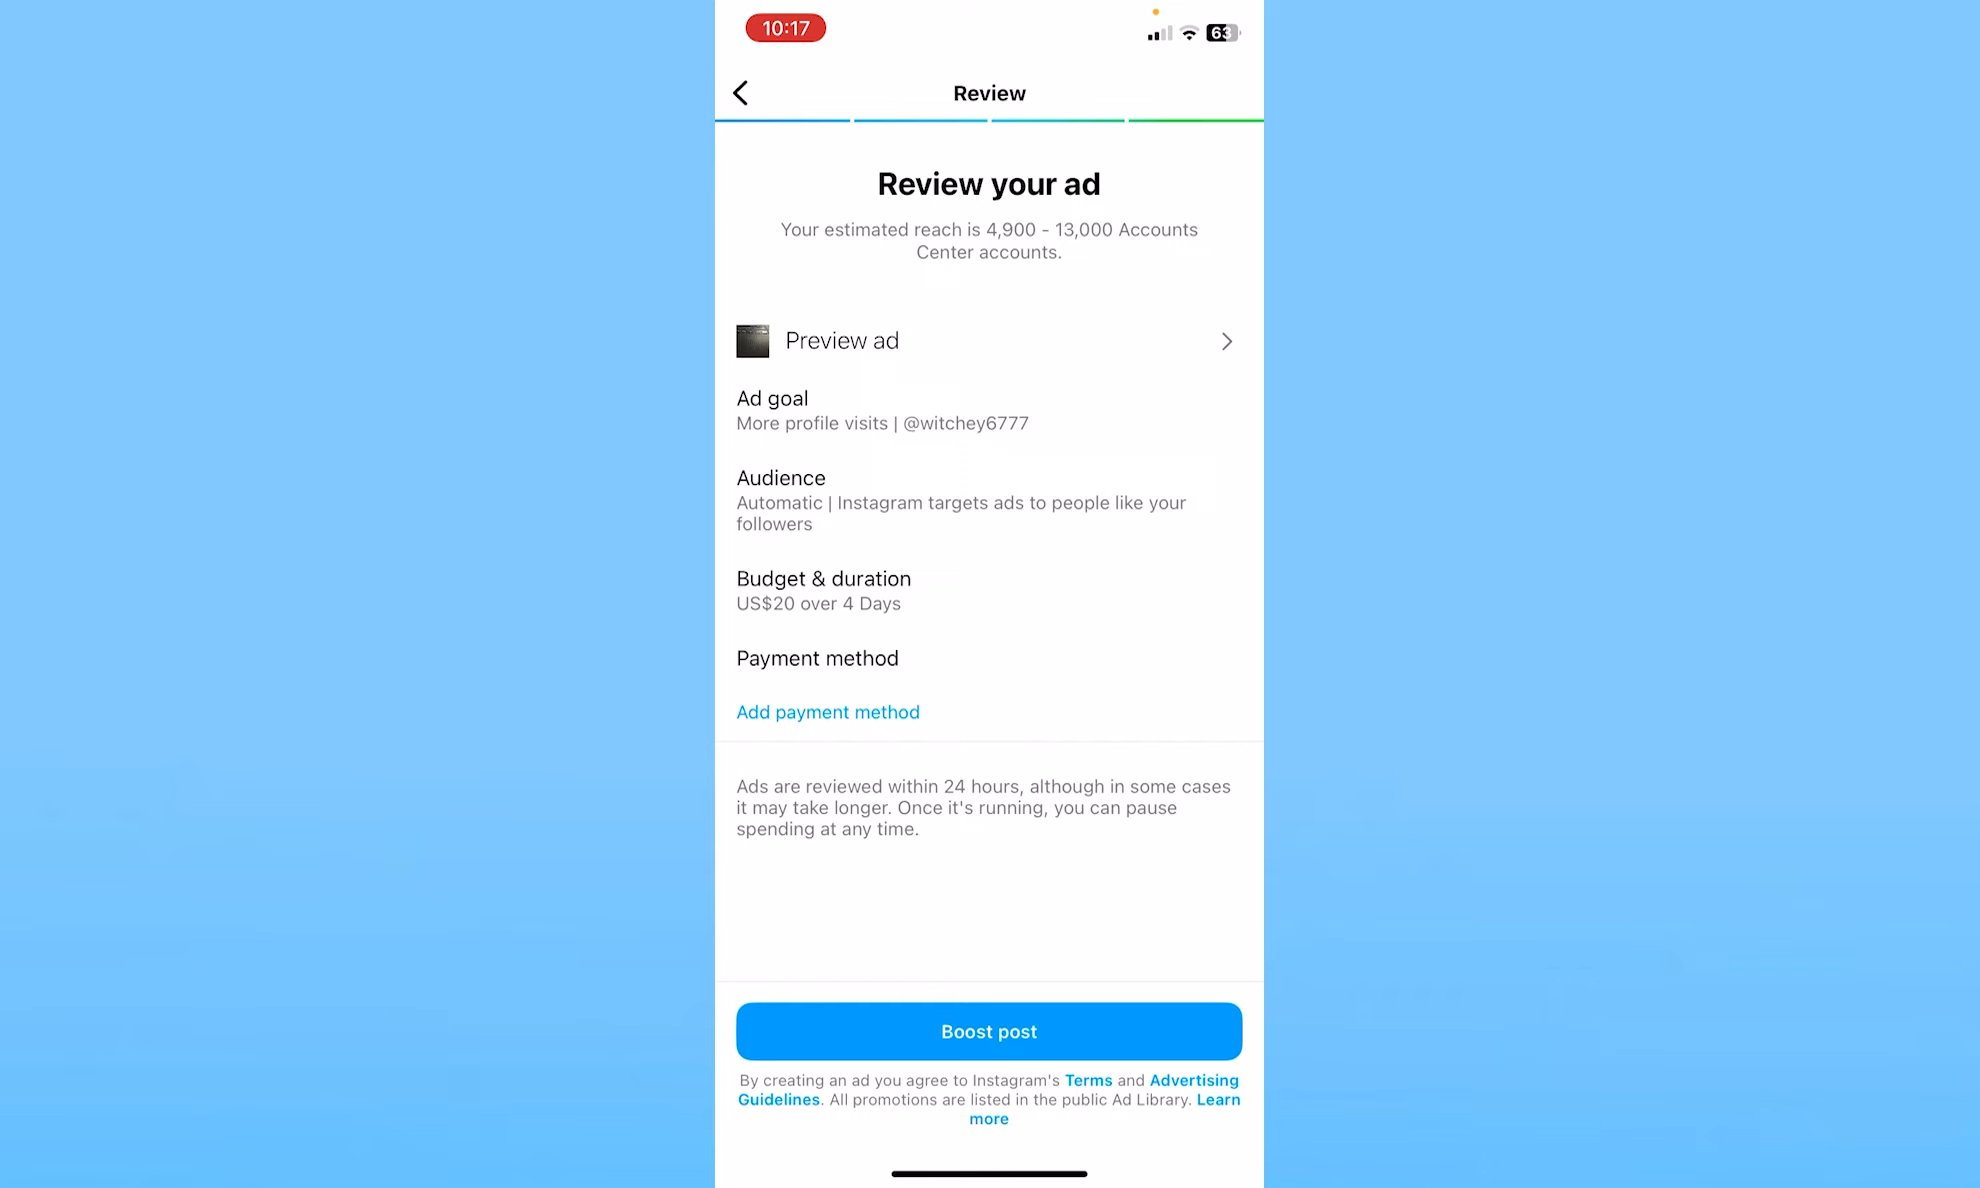 10:17
63
Review
Review your ad
Your estimated reach is 4,900 - 13,000 Accounts
Center accounts.
Preview ad
Ad goal
More profile visits | @witchey6777
Audience
Automatic | Instagram targets ads to people like your
followers
Budget & duration
US$20 over 4 Days
Payment method
Add payment method
Ads are reviewed within 24 hours, although in some cases
it may take longer. Once it's running, you can pause
spending at any time.
Boost post
By creating an ad you agree to Instagram's Terms and Advertising
Guidelines. All promotions are listed in the public Ad Library. Learn
more